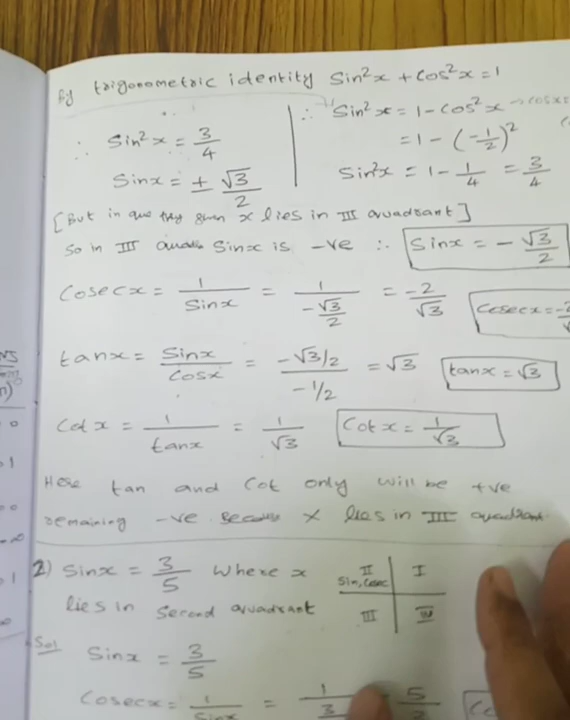 By trigonometric identity Sin²x + Cos²x = 1
∴ Sin²x = 1 - Cos²x
= 1 - (-1/2)²
Sin²x = 1 - 1/4 = 3/4
∴ Sin²x = 3/4
Sinx = ± √3/2
[But in que they given x lies in III quadrant]
So in III Sinx is -ve ∴ Sinx = - √3/2
Cosecx = 1/Sinx = 1/(-√3/2) = -2/√3 Cosecx = -2
tanx = Sinx/Cosx = (-√3/2)/(-1/2) = √3 tanx = √3
Cotx = 1/tanx = 1/√3 Cotx = 1/√3
Here tan and Cot only will be +ve
remaining -ve because x lies in III quadrant
2) Sinx = 3/5 Where x
lies in Second quadrant
II I
Sin, Cosec
III IV
Sol
Sinx = 3/5
Cosecx = 1/Sinx = 1/3 5